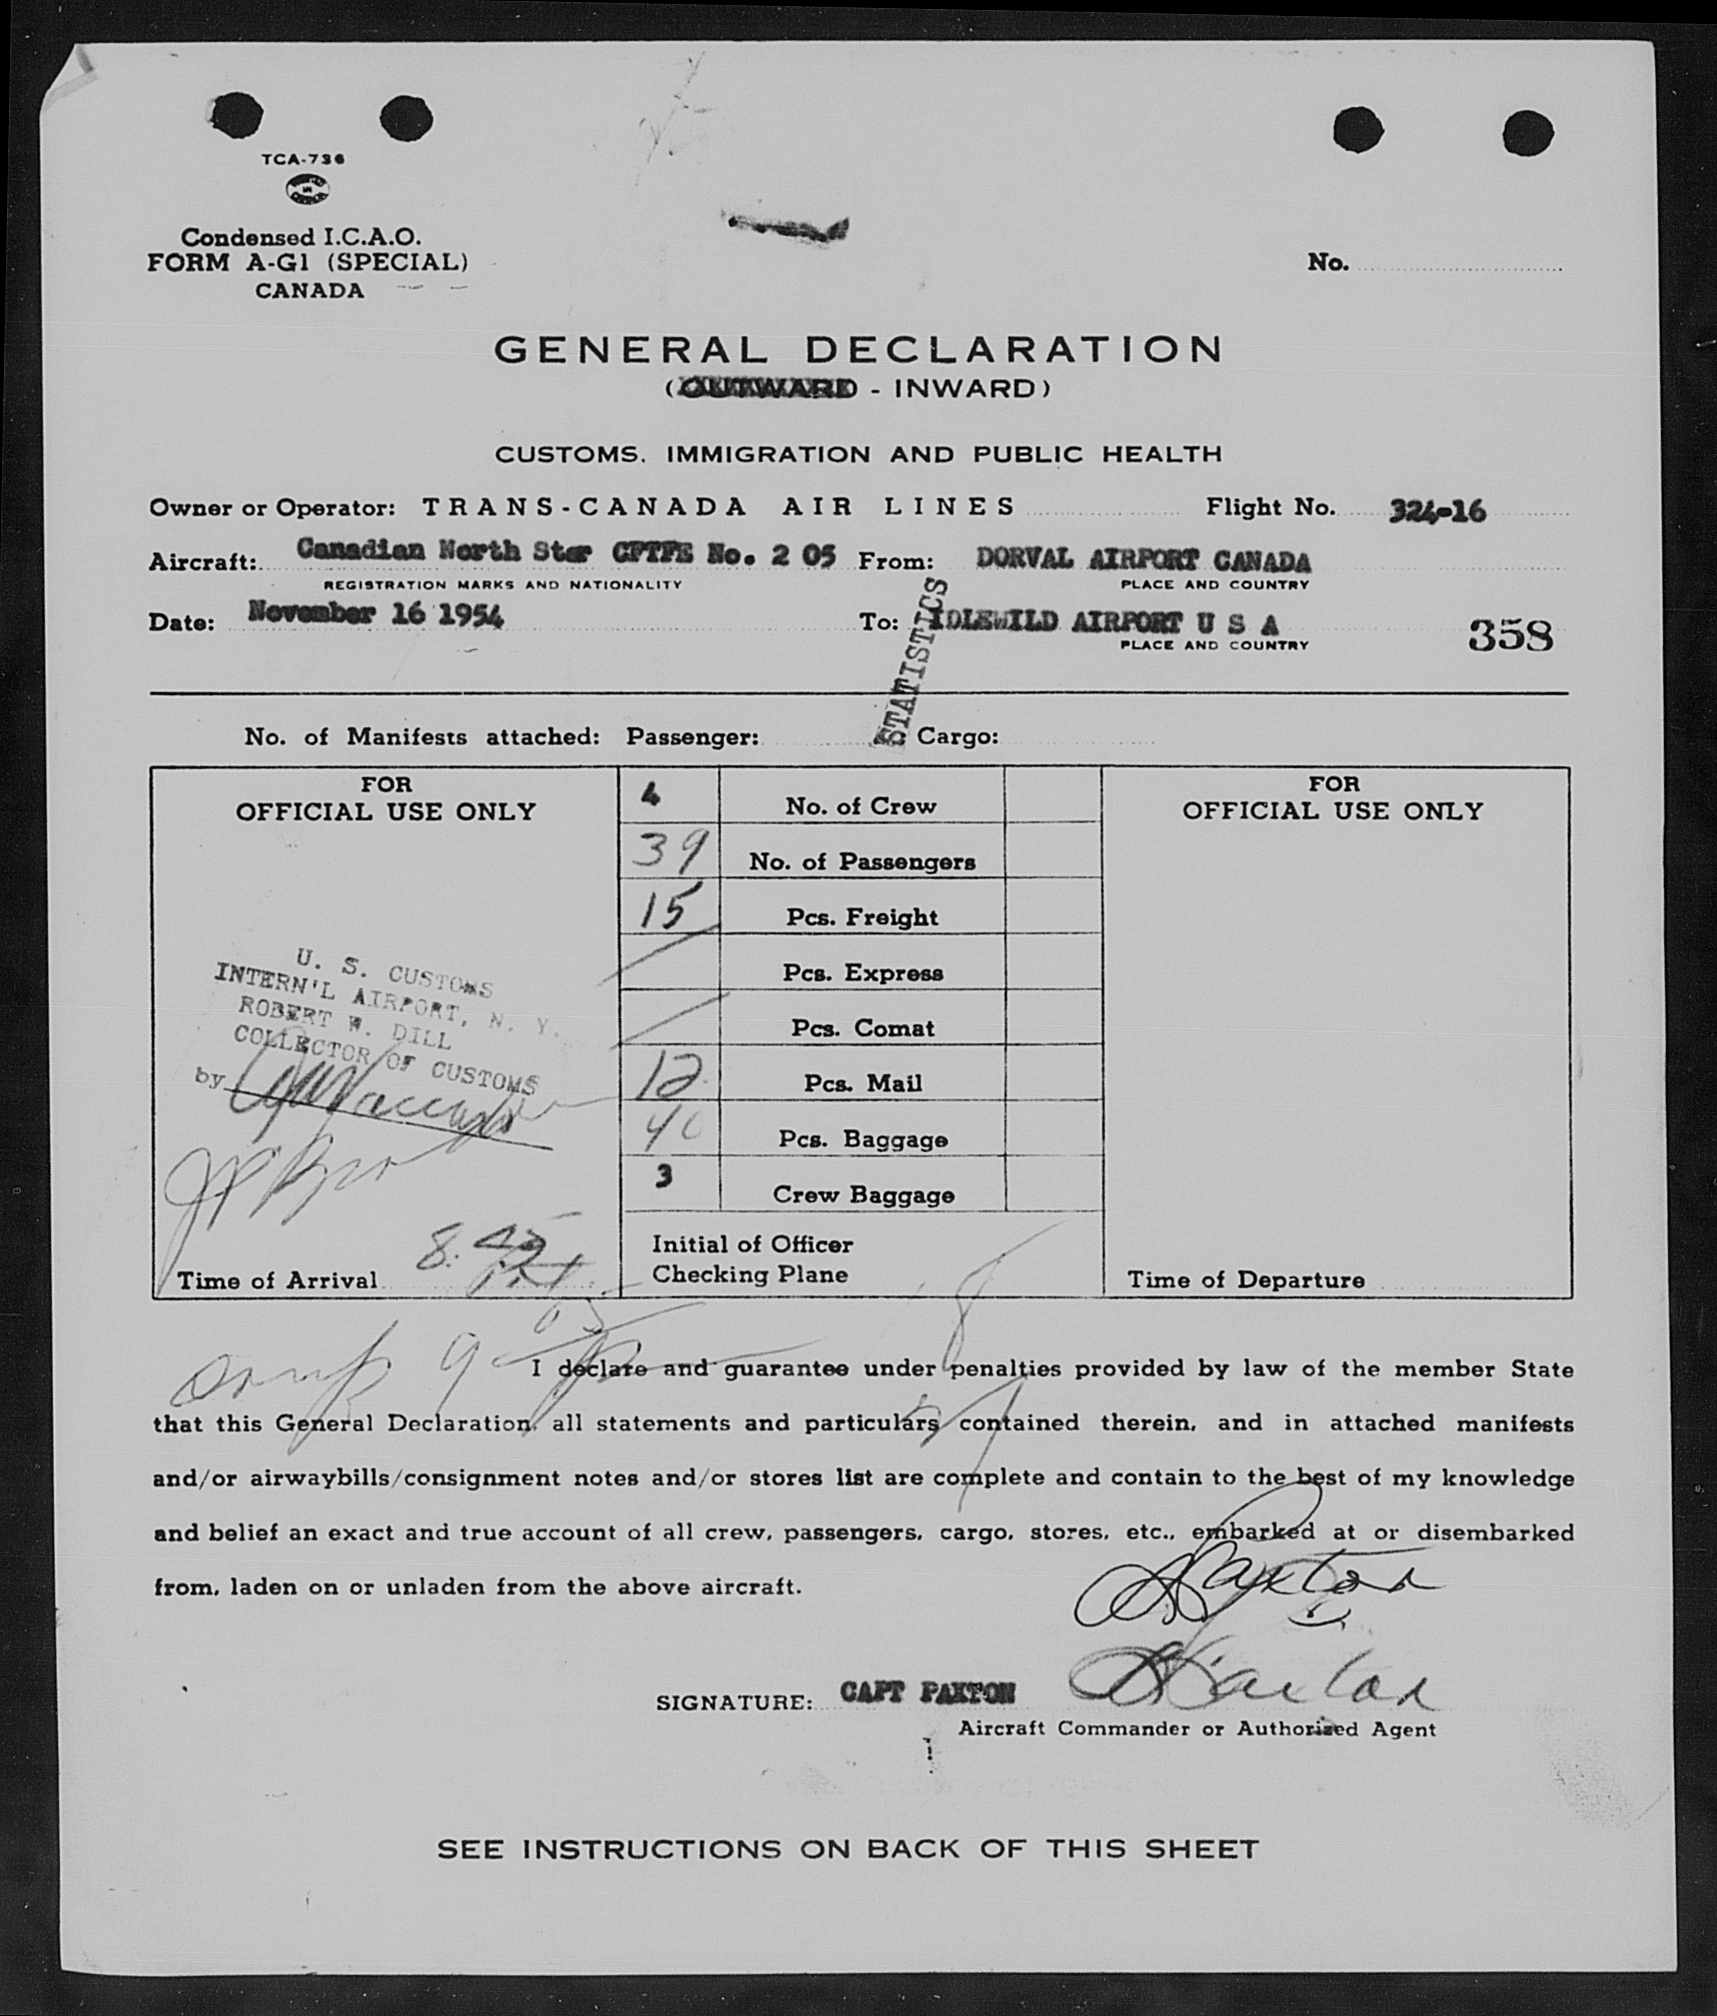 TCA-736
Condensed I.C.A.O.
FORM A-G1 (SPECIAL)
CANADA
No.
GENERAL DECLARATION
(OUTWARD - INWARD)
CUSTOMS, IMMIGRATION AND PUBLIC HEALTH
Owner or Operator: TRANS-CANADA AIR LINES Flight No. 324-16
Aircraft: Canadian North Star CFTFE No. 2 05 From: DORVAL AIRPORT CANADA
REGISTRATION MARKS AND NATIONALITY PLACE AND COUNTRY
Date: November 16 1954 To: IDLEWILD AIRPORT U S A 358
PLACE AND COUNTRY
STATISTICS
No. of Manifests attached: Passenger: Cargo:
FOR
OFFICIAL USE ONLY
4 No. of Crew
39 No. of Passengers
15 Pcs. Freight
Pcs. Express
Pcs. Comat
12 Pcs. Mail
40 Pcs. Baggage
3 Crew Baggage
Initial of Officer
Checking Plane
FOR
OFFICIAL USE ONLY
U. S. CUSTOMS
INTERN'L AIRPORT, N. Y.
ROBERT W. DILL
COLLECTOR OF CUSTOMS
by
Time of Arrival 8:45
Time of Departure
I declare and guarantee under penalties provided by law of the member State
that this General Declaration, all statements and particulars contained therein, and in attached manifests
and/or airwaybills/consignment notes and/or stores list are complete and contain to the best of my knowledge
and belief an exact and true account of all crew, passengers, cargo, stores, etc., embarked at or disembarked
from, laden on or unladen from the above aircraft.
Paxton
SIGNATURE: CAPT PAXTON Paxton
Aircraft Commander or Authorized Agent
SEE INSTRUCTIONS ON BACK OF THIS SHEET